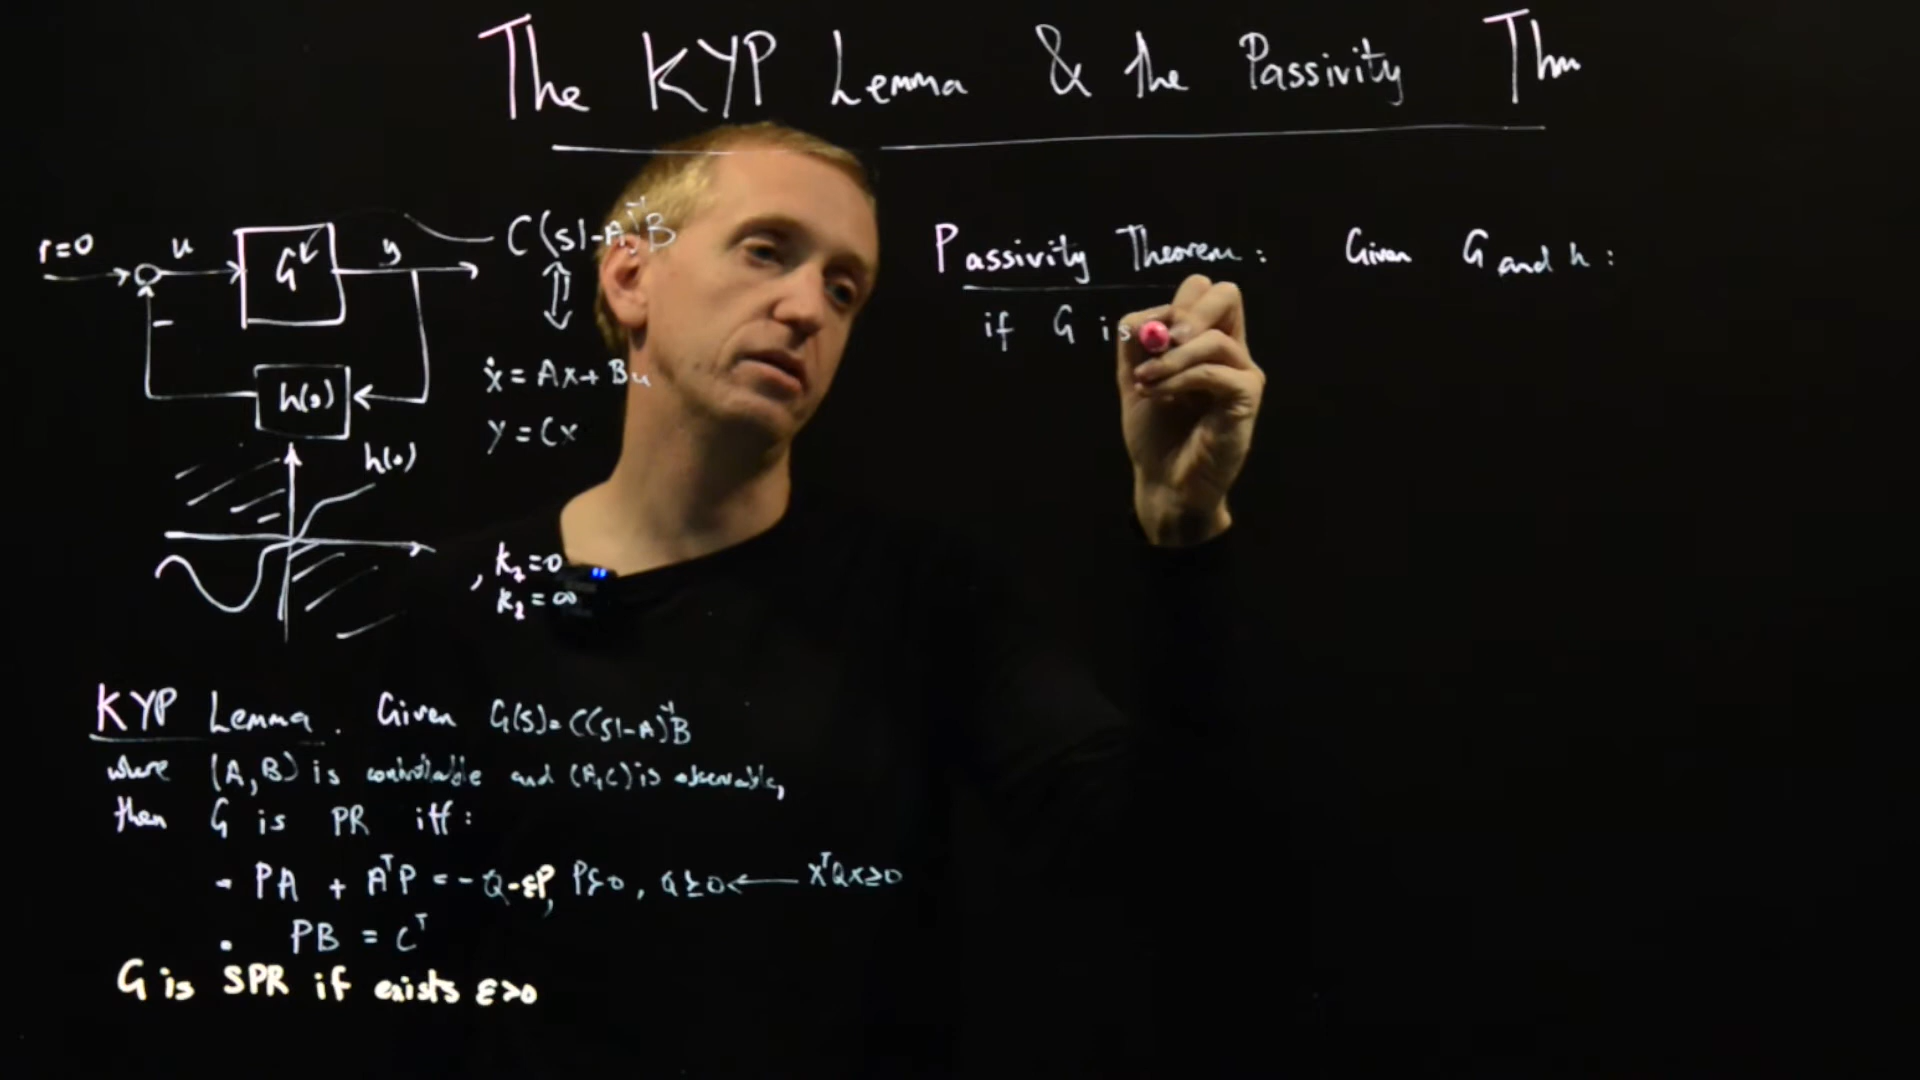 The KYP Lemma & the Passivity Thm
r=0
u
G
y
C(sI-A)⁻¹B
h(·)
ẋ = Ax + Bu
y = Cx
h(·)
, k₁=0
k₂=∞
KYP Lemma. Given G(s)=C(sI-A)⁻¹B
where (A,B) is controllable and (A,C) is observable,
then G is PR iff:
- PA + AᵀP = -Q-εP, P≻0, Q⪰0 ← xᵀQx≥0
• PB = Cᵀ
G is SPR if exists ε>0
Passivity Theorem: Given G and h:
if G is